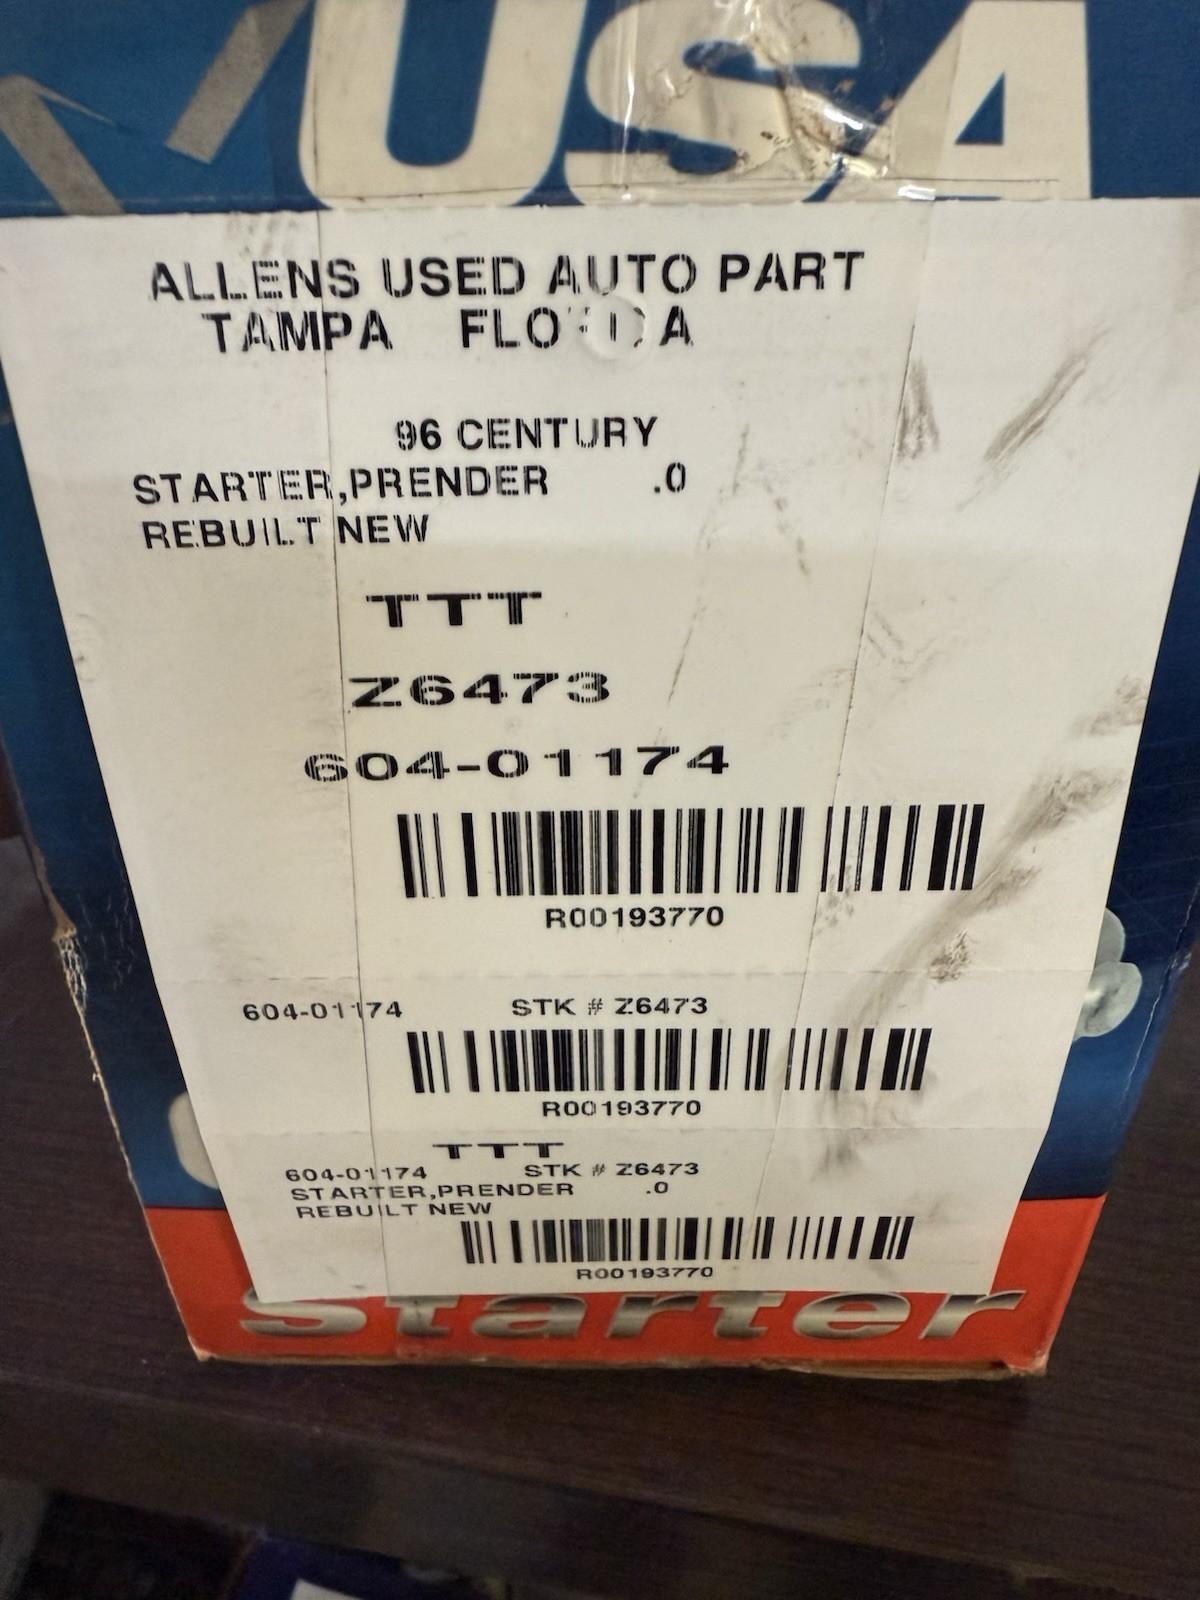 USA
ALLENS USED AUTO PART
TAMPA FLORIDA
96 CENTURY
STARTER,PRENDER .0
REBUILT NEW
TTT
Z6473
604-01174
R00193770
604-01174 STK # Z6473
R00193770
TTT
604-01174 STK # Z6473
STARTER,PRENDER .0
REBUILT NEW
R00193770
Starter